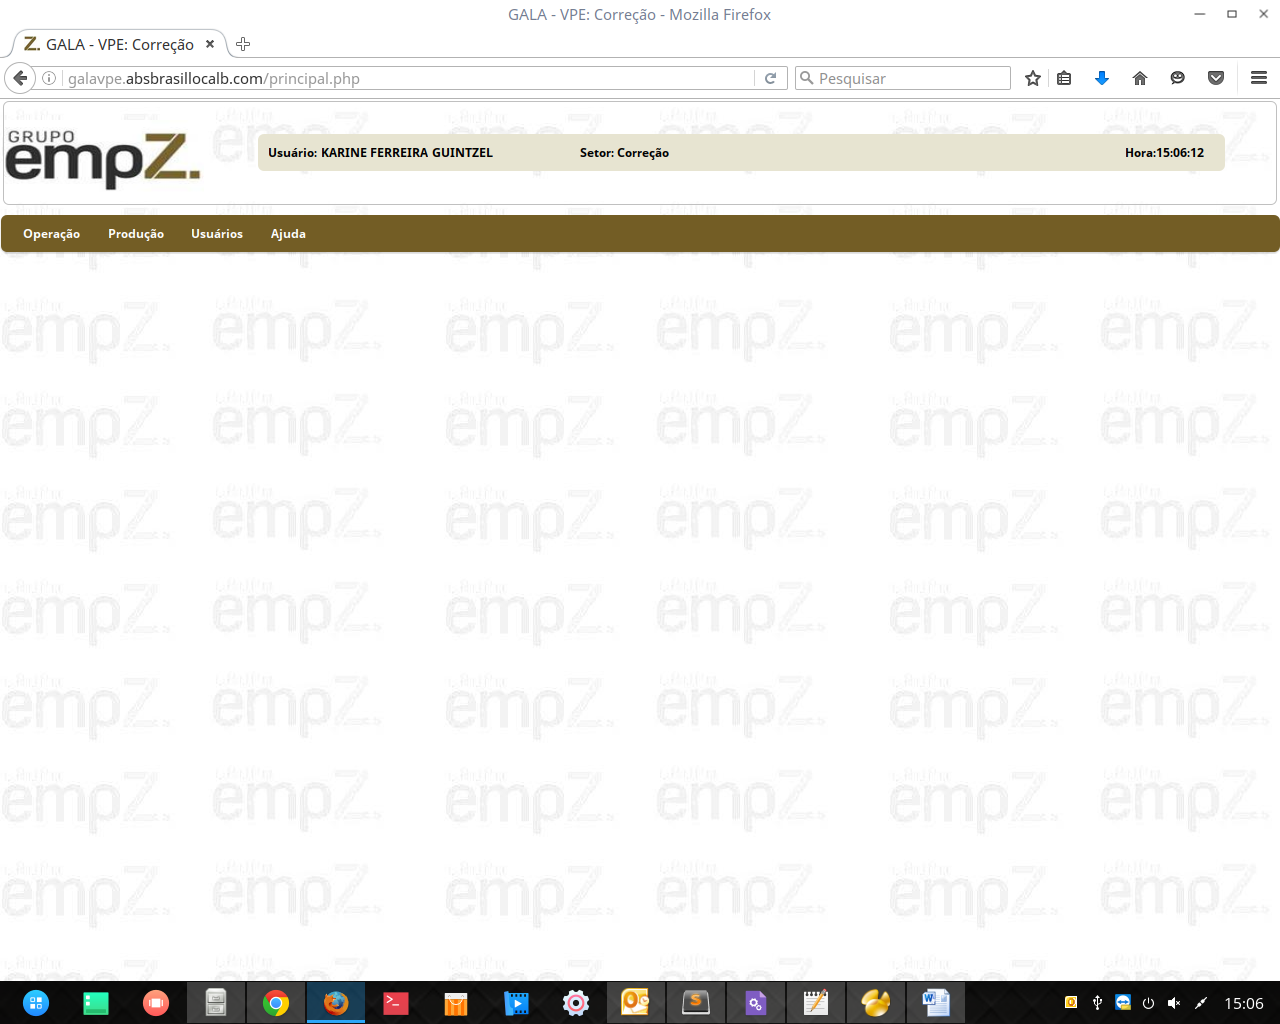 GALA - VPE: Correção - Mozilla Firefox
Z. GALA - VPE: Correção
galavpe.absbrasillocalb.com/principal.php
Pesquisar
GRUPO
empZ.
Usuário: KARINE FERREIRA GUINTZEL Setor: Correção Hora:15:06:12
Operação Produção Usuários Ajuda
15:06